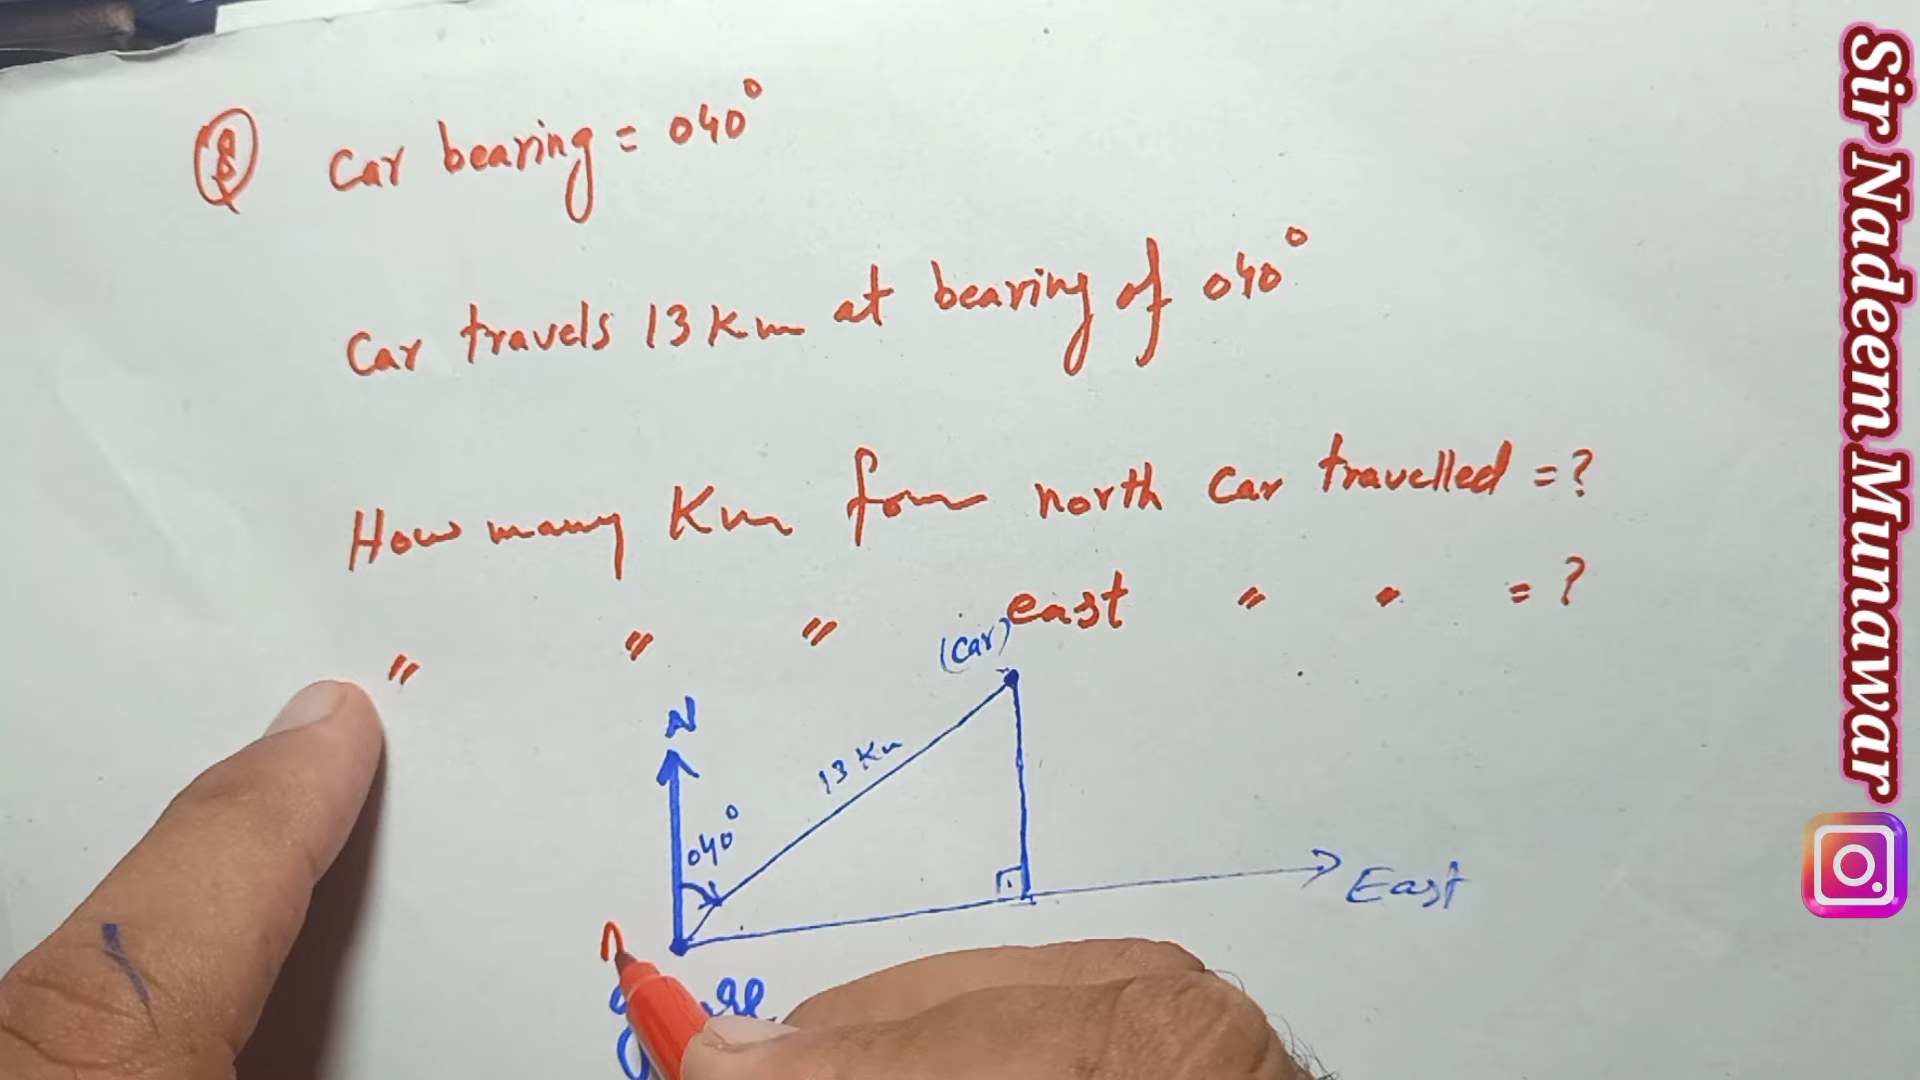 Q
Car bearing = 040°
Car travels 13 Km at bearing of 040°
How many Km from north Car travelled = ?
" " " east " " = ?
(Car)
N
13 Km
040°
East
Sir Nadeem Munawar